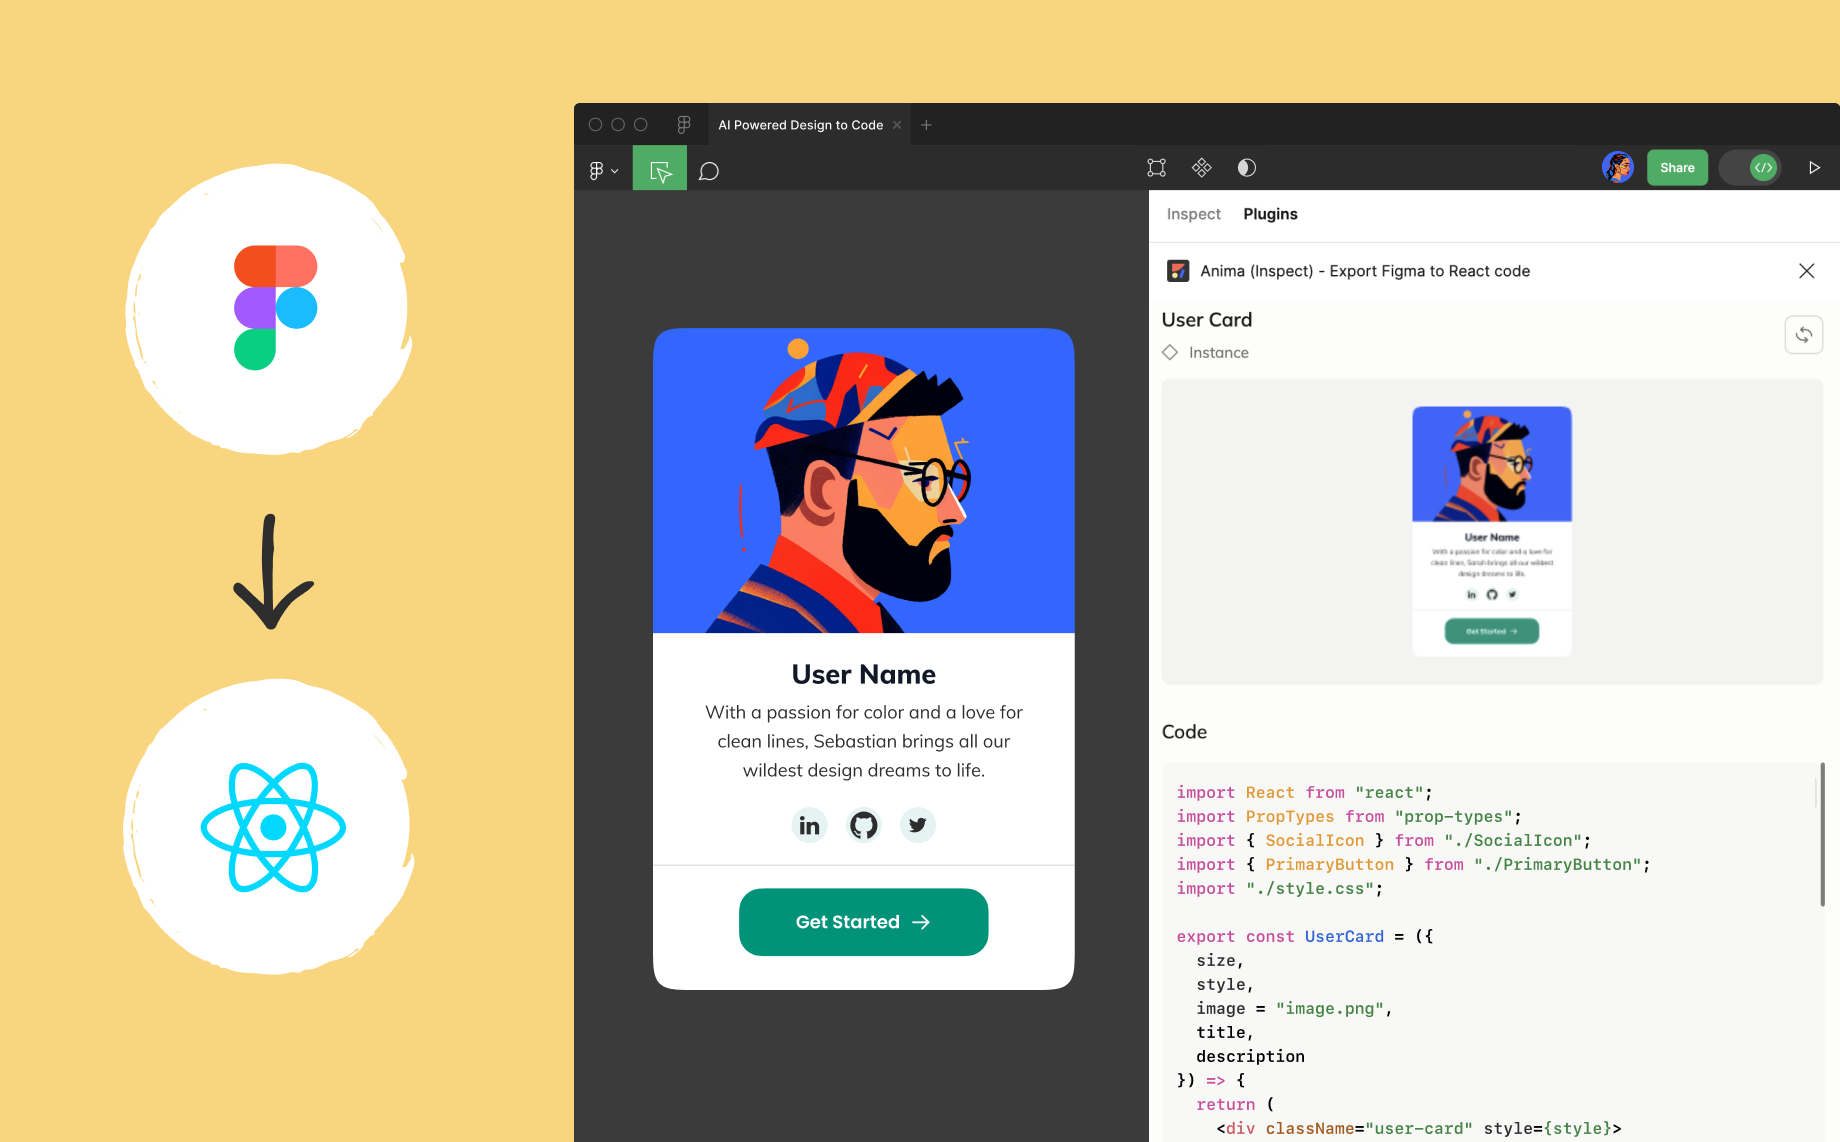 AI Powered Design to Code
Share
Inspect Plugins
Anima (Inspect) - Export Figma to React code
User Card
Instance
User Name
With a passion for color and a love for
clean lines, Sarah brings all our wildest
design dreams to life.
in
Get Started →
User Name
With a passion for color and a love for
clean lines, Sebastian brings all our
wildest design dreams to life.
in
Get Started →
Code
import React from "react";
import PropTypes from "prop-types";
import { SocialIcon } from "./SocialIcon";
import { PrimaryButton } from "./PrimaryButton";
import "./style.css";
export const UserCard = ({
size,
style,
image = "image.png",
title,
description
}) => {
return (
<div className="user-card" style={style}>